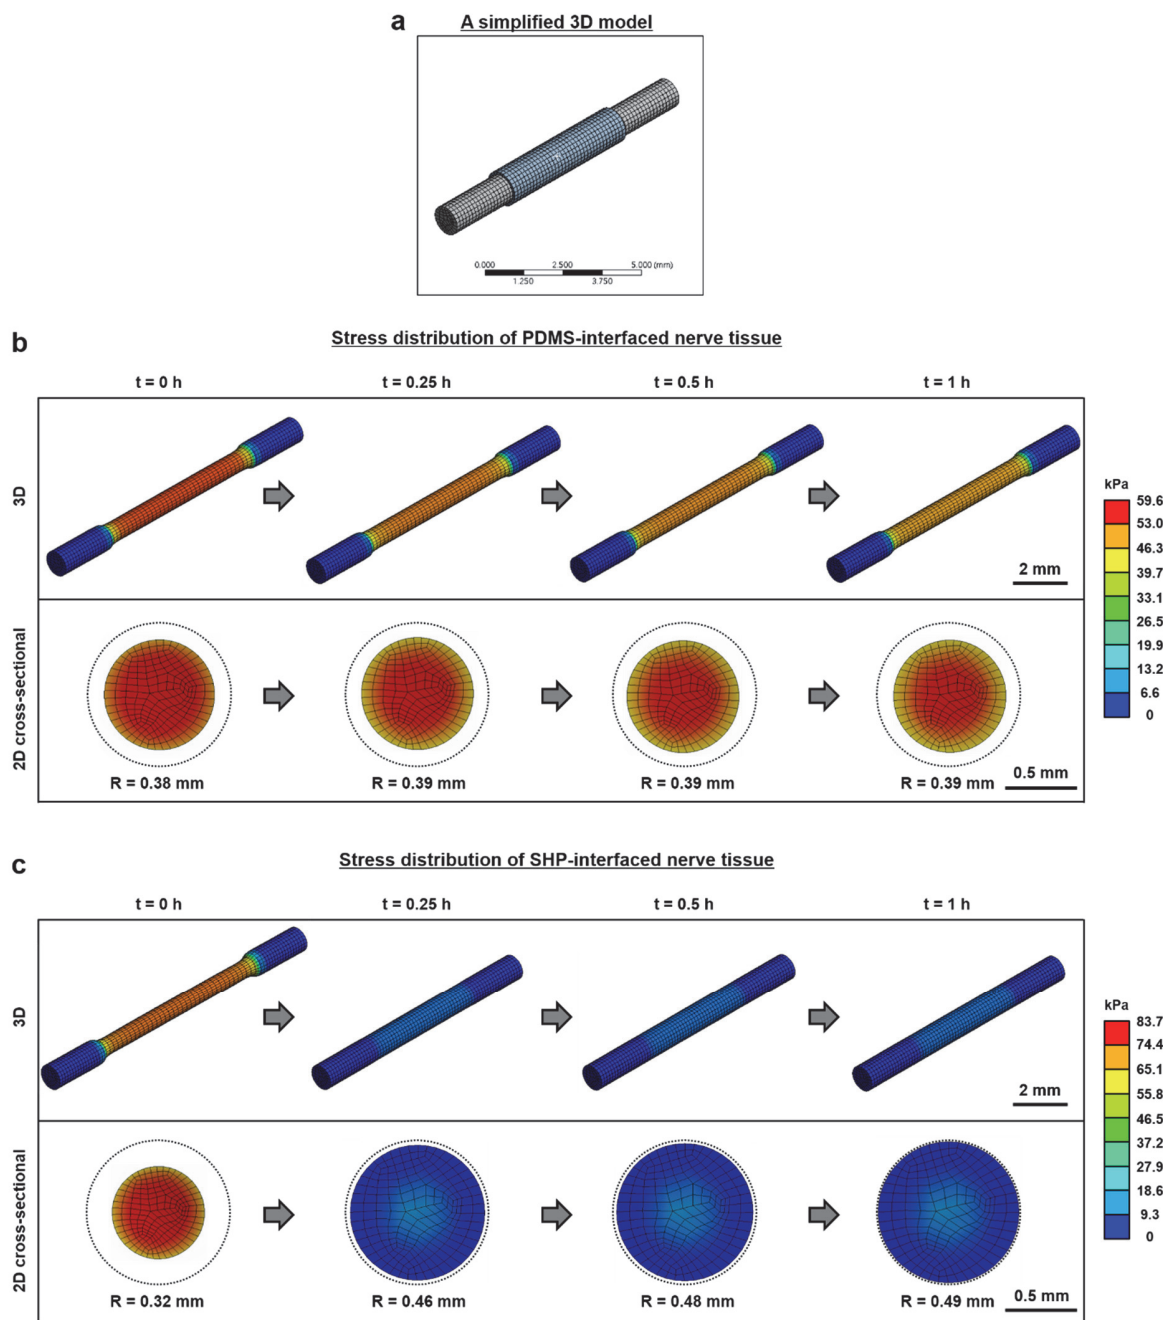 a A simplified 3D model
0.000 2.500 5.000 (mm)
1.250 3.750
b Stress distribution of PDMS-interfaced nerve tissue
t = 0 h t = 0.25 h t = 0.5 h t = 1 h
3D
2 mm
kPa
59.6
53.0
46.3
39.7
33.1
26.5
19.9
13.2
6.6
0
2D cross-sectional
R = 0.38 mm R = 0.39 mm R = 0.39 mm R = 0.39 mm
0.5 mm
c Stress distribution of SHP-interfaced nerve tissue
t = 0 h t = 0.25 h t = 0.5 h t = 1 h
3D
2 mm
kPa
83.7
74.4
65.1
55.8
46.5
37.2
27.9
18.6
9.3
0
2D cross-sectional
R = 0.32 mm R = 0.46 mm R = 0.48 mm R = 0.49 mm
0.5 mm